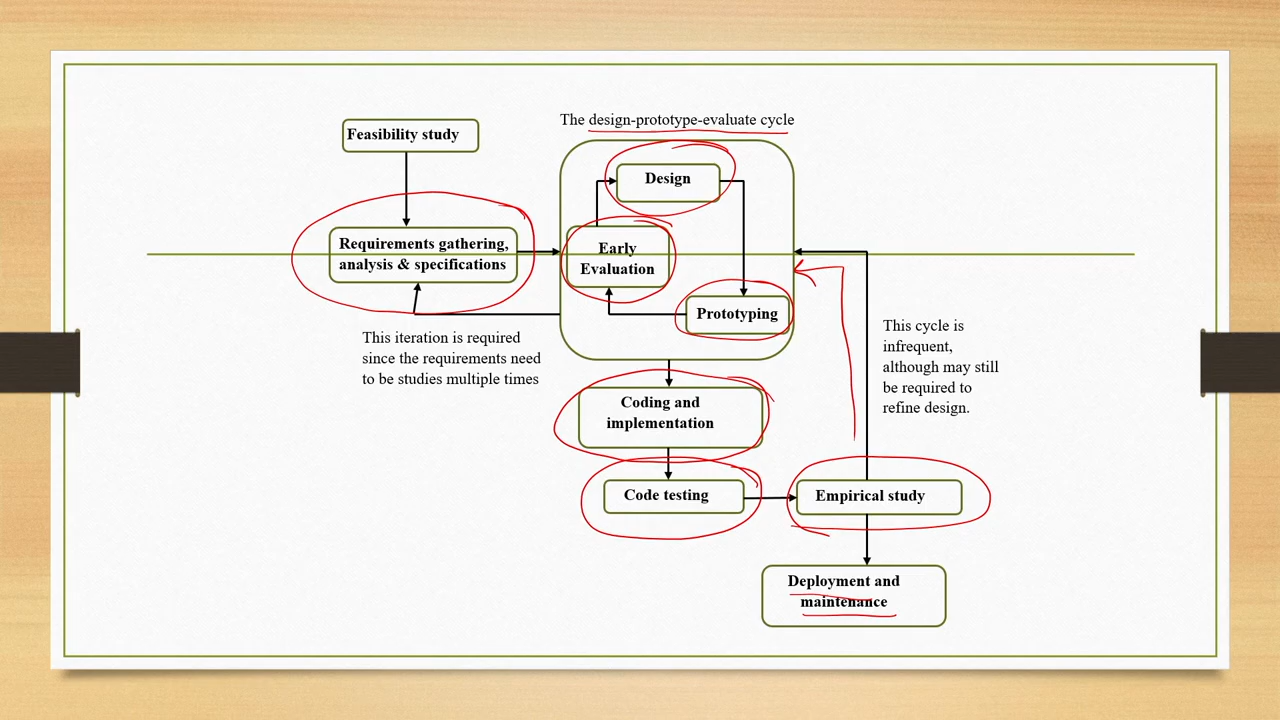 Feasibility study
Requirements gathering,
analysis & specifications
This iteration is required
since the requirements need
to be studies multiple times
The design-prototype-evaluate cycle
Design
Early
Evaluation
Prototyping
Coding and
implementation
Code testing
Empirical study
This cycle is
infrequent,
although may still
be required to
refine design.
Deployment and
maintenance